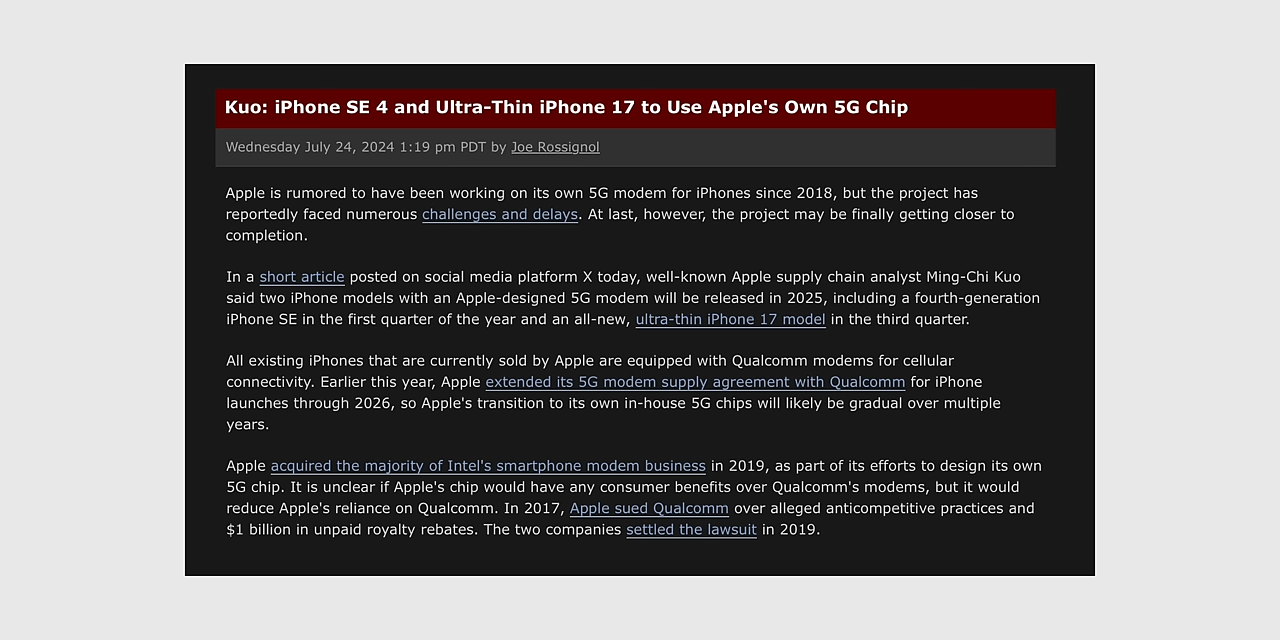 Kuo: iPhone SE 4 and Ultra-Thin iPhone 17 to Use Apple's Own 5G Chip
Wednesday July 24, 2024 1:19 pm PDT by Joe Rossignol
Apple is rumored to have been working on its own 5G modem for iPhones since 2018, but the project has
reportedly faced numerous challenges and delays. At last, however, the project may be finally getting closer to
completion.
In a short article posted on social media platform X today, well-known Apple supply chain analyst Ming-Chi Kuo
said two iPhone models with an Apple-designed 5G modem will be released in 2025, including a fourth-generation
iPhone SE in the first quarter of the year and an all-new, ultra-thin iPhone 17 model in the third quarter.
All existing iPhones that are currently sold by Apple are equipped with Qualcomm modems for cellular
connectivity. Earlier this year, Apple extended its 5G modem supply agreement with Qualcomm for iPhone
launches through 2026, so Apple's transition to its own in-house 5G chips will likely be gradual over multiple
years.
Apple acquired the majority of Intel's smartphone modem business in 2019, as part of its efforts to design its own
5G chip. It is unclear if Apple's chip would have any consumer benefits over Qualcomm's modems, but it would
reduce Apple's reliance on Qualcomm. In 2017, Apple sued Qualcomm over alleged anticompetitive practices and
$1 billion in unpaid royalty rebates. The two companies settled the lawsuit in 2019.